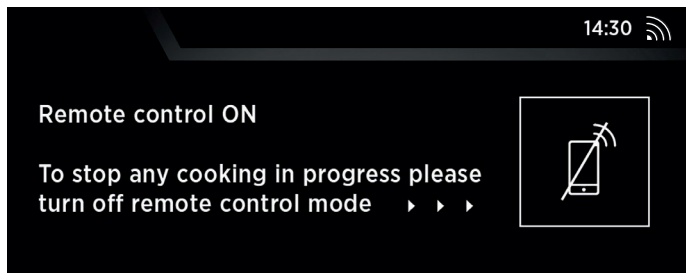 14:30
Remote control ON
To stop any cooking in progress please
turn off remote control mode